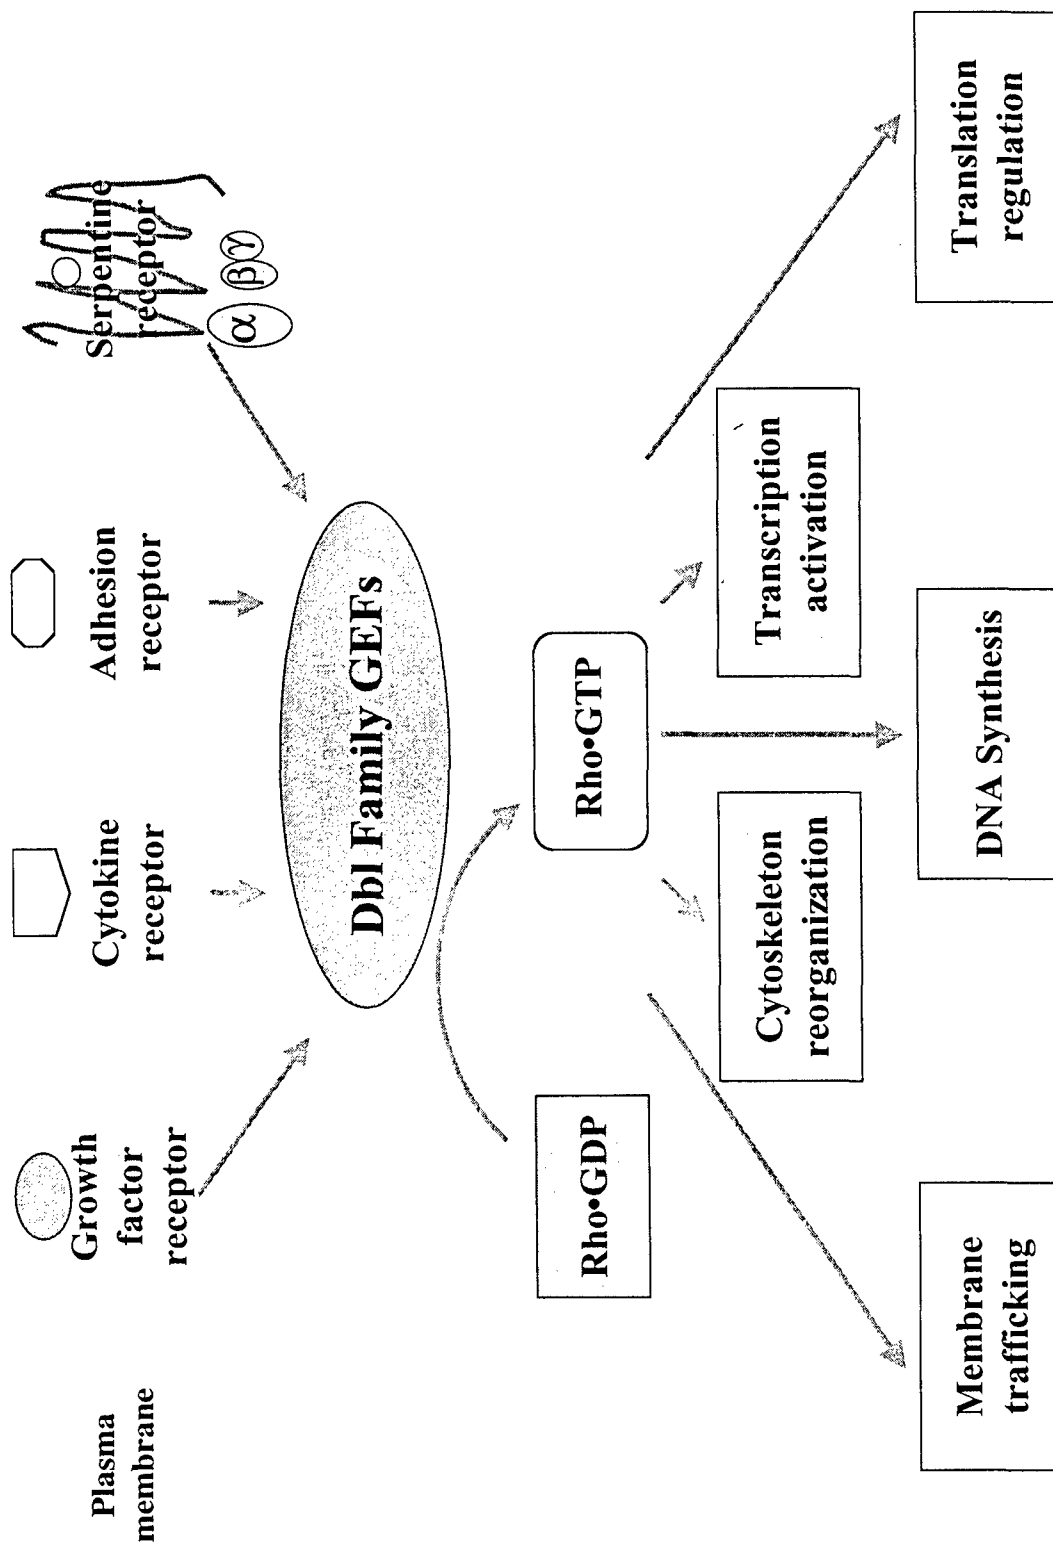 Plasma
membrane
Growth
factor
receptor
Cytokine
receptor
Adhesion
receptor
Serpentine
receptor
α
β
γ
Dbl Family GEFs
Rho•GDP
Rho•GTP
Cytoskeleton
reorganization
Transcription
activation
Membrane
trafficking
DNA Synthesis
Translation
regulation